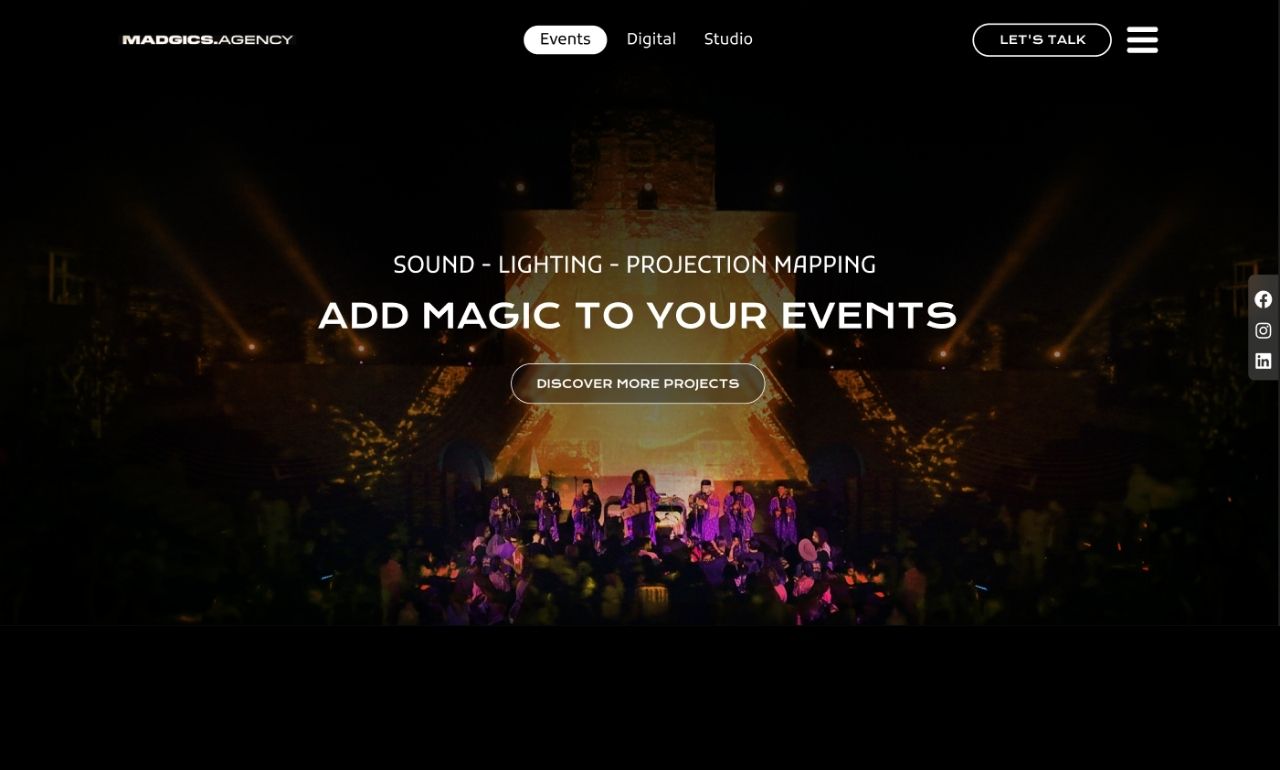 MADGICS.AGENCY
Events
Digital
Studio
LET'S TALK
SOUND - LIGHTING - PROJECTION MAPPING
ADD MAGIC TO YOUR EVENTS
DISCOVER MORE PROJECTS